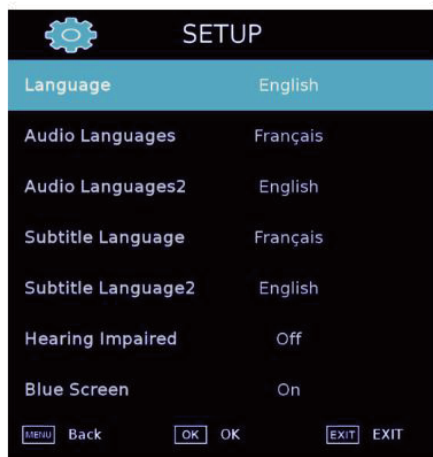 SETUP
Language English
Audio Languages Français
Audio Languages2 English
Subtitle Language Français
Subtitle Language2 English
Hearing Impaired Off
Blue Screen On
MENU Back OK OK EXIT EXIT